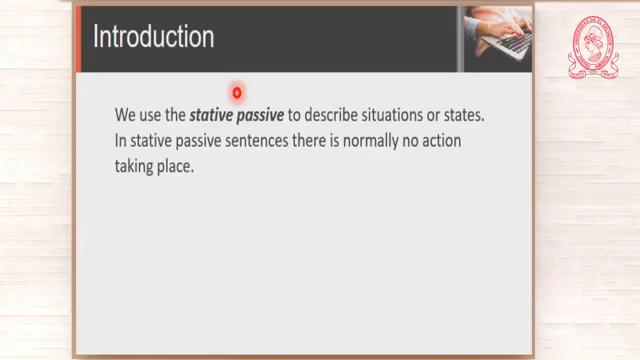 Introduction
We use the stative passive to describe situations or states.
In stative passive sentences there is normally no action
taking place.